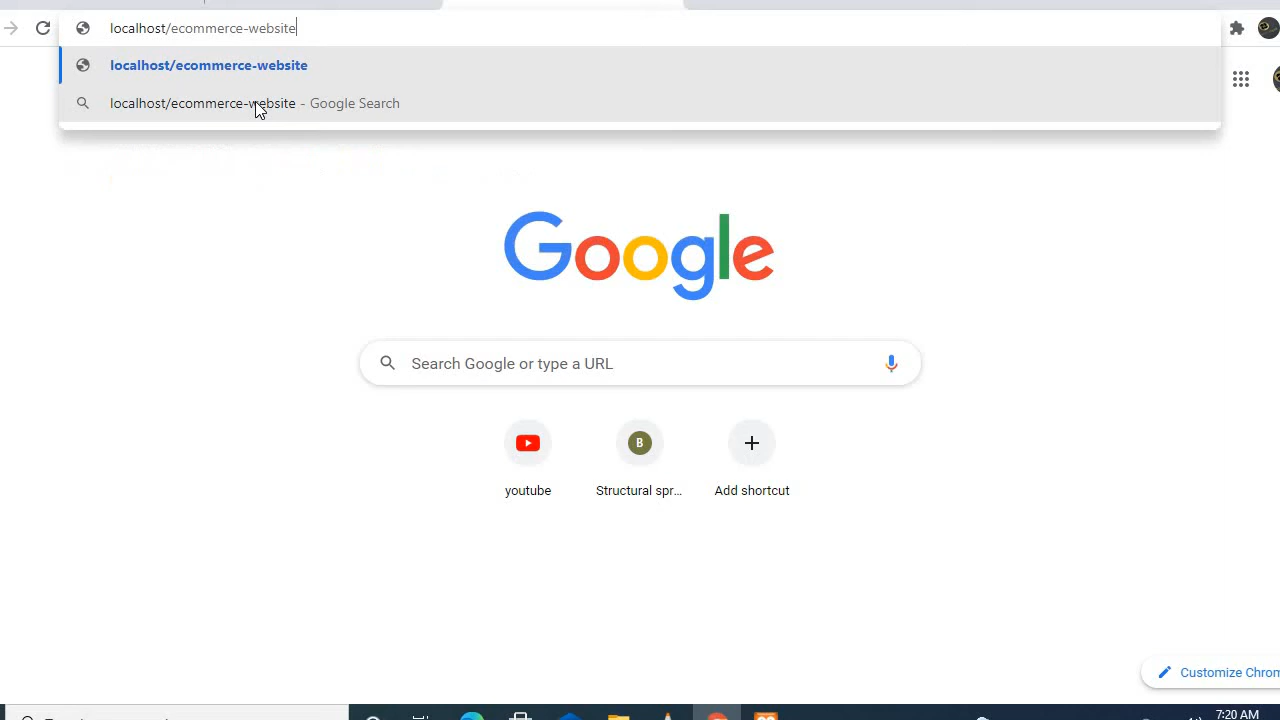 localhost/ecommerce-website
localhost/ecommerce-website
localhost/ecommerce-website - Google Search
Google
Search Google or type a URL
B
youtube
Structural spr...
Add shortcut
Customize Chrom
7:20 AM